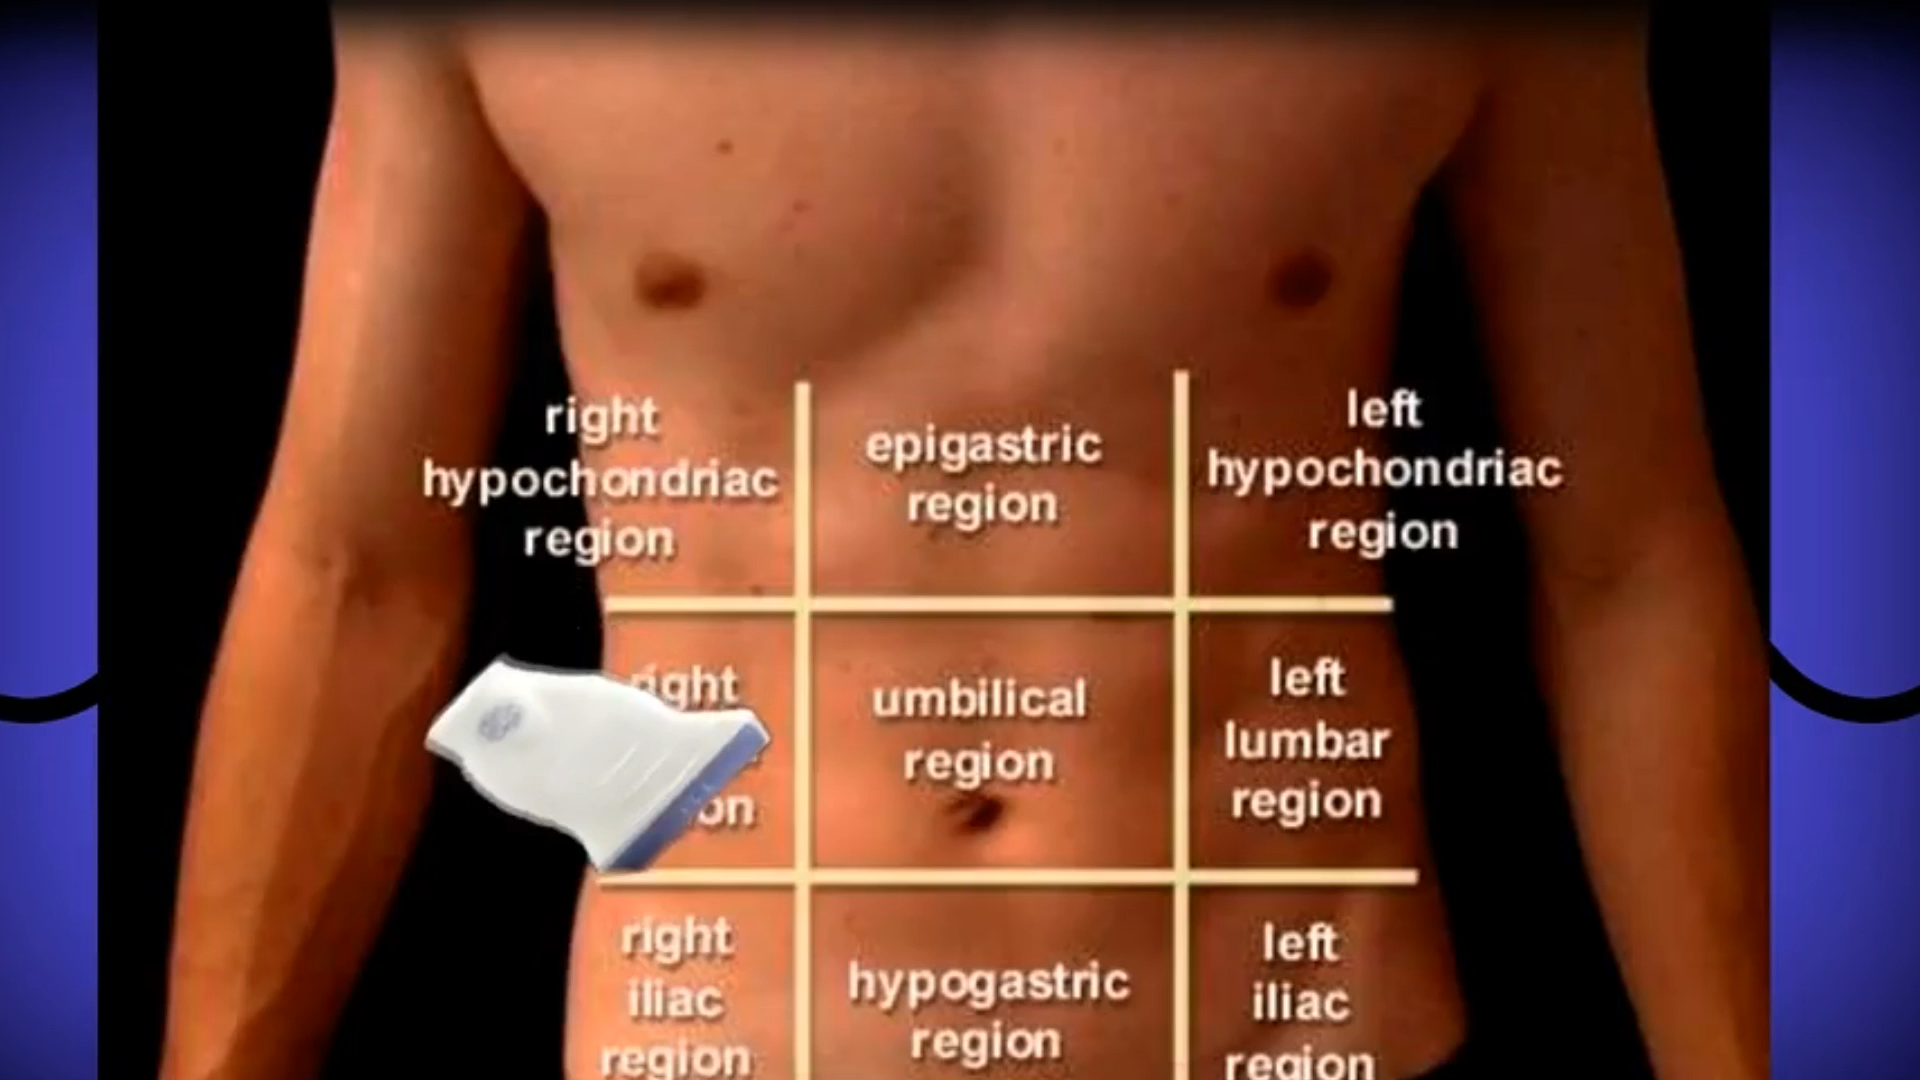 right
hypochondriac
region
epigastric
region
left
hypochondriac
region
right
umbilical
region
left
lumbar
region
right
iliac
region
hypogastric
region
left
iliac
region